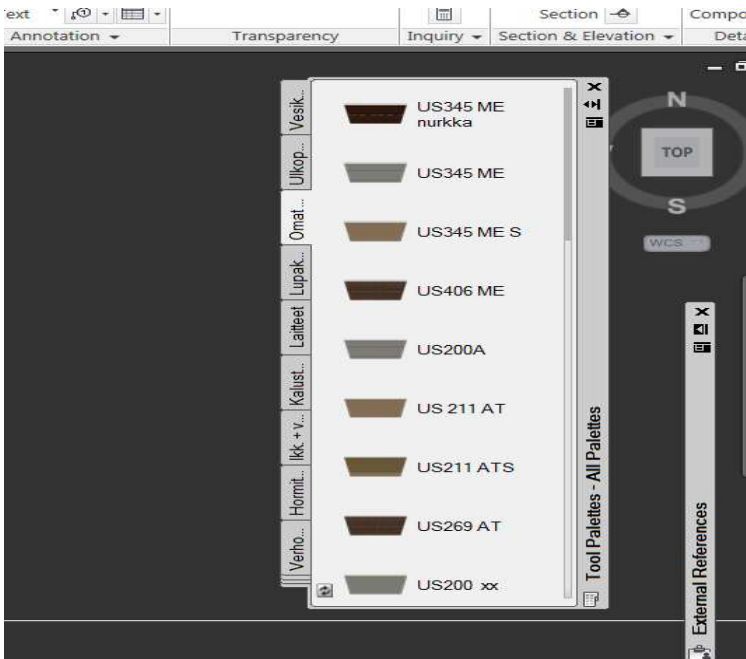 ext
Section
Compo
Annotation
Transparency
Inquiry
Section & Elevation
Deta
Vesik...
Ulkop...
Omat...
Lupak...
Laitteet
Kalust...
Ikk. + v...
Hormit...
Verho...
US345 ME
nurkka
US345 ME
US345 ME S
US406 ME
US200A
US 211 AT
US211 ATS
US269 AT
US200 xx
Tool Palettes - All Palettes
N
TOP
S
WCS
External References